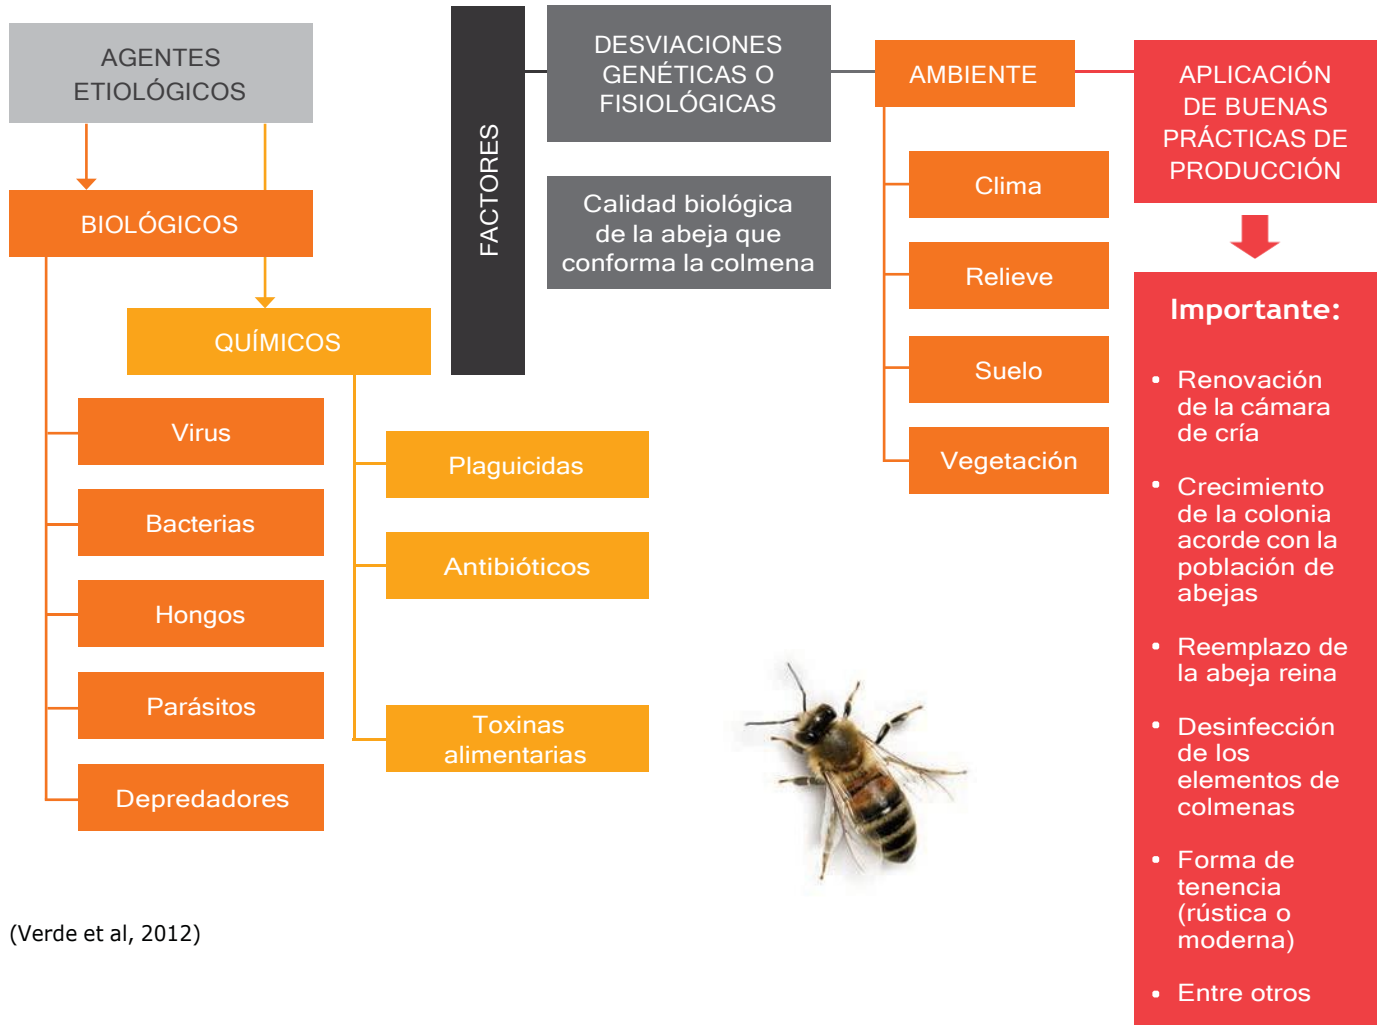 AGENTES
ETIOLÓGICOS
BIOLÓGICOS
QUÍMICOS
Virus
Bacterias
Hongos
Parásitos
Depredadores
Plaguicidas
Antibióticos
Toxinas
alimentarias
FACTORES
DESVIACIONES
GENÉTICAS O
FISIOLÓGICAS
Calidad biológica
de la abeja que
conforma la colmena
AMBIENTE
Clima
Relieve
Suelo
Vegetación
APLICACIÓN
DE BUENAS
PRÁCTICAS DE
PRODUCCIÓN
Importante:
• Renovación
de la cámara
de cría
• Crecimiento
de la colonia
acorde con la
población de
abejas
• Reemplazo de
la abeja reina
• Desinfección
de los
elementos de
colmenas
• Forma de
tenencia
(rústica o
moderna)
• Entre otros
(Verde et al, 2012)